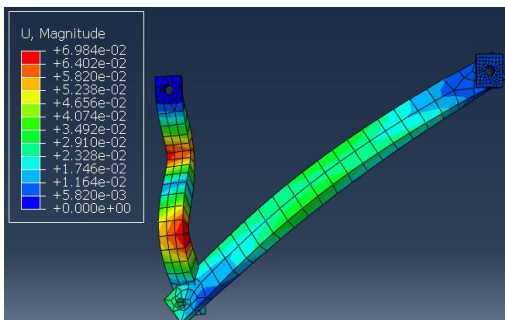 U, Magnitude
+6.984e-02
+6.402e-02
+5.820e-02
+5.238e-02
+4.656e-02
+4.074e-02
+3.492e-02
+2.910e-02
+2.328e-02
+1.746e-02
+1.164e-02
+5.820e-03
+0.000e+00